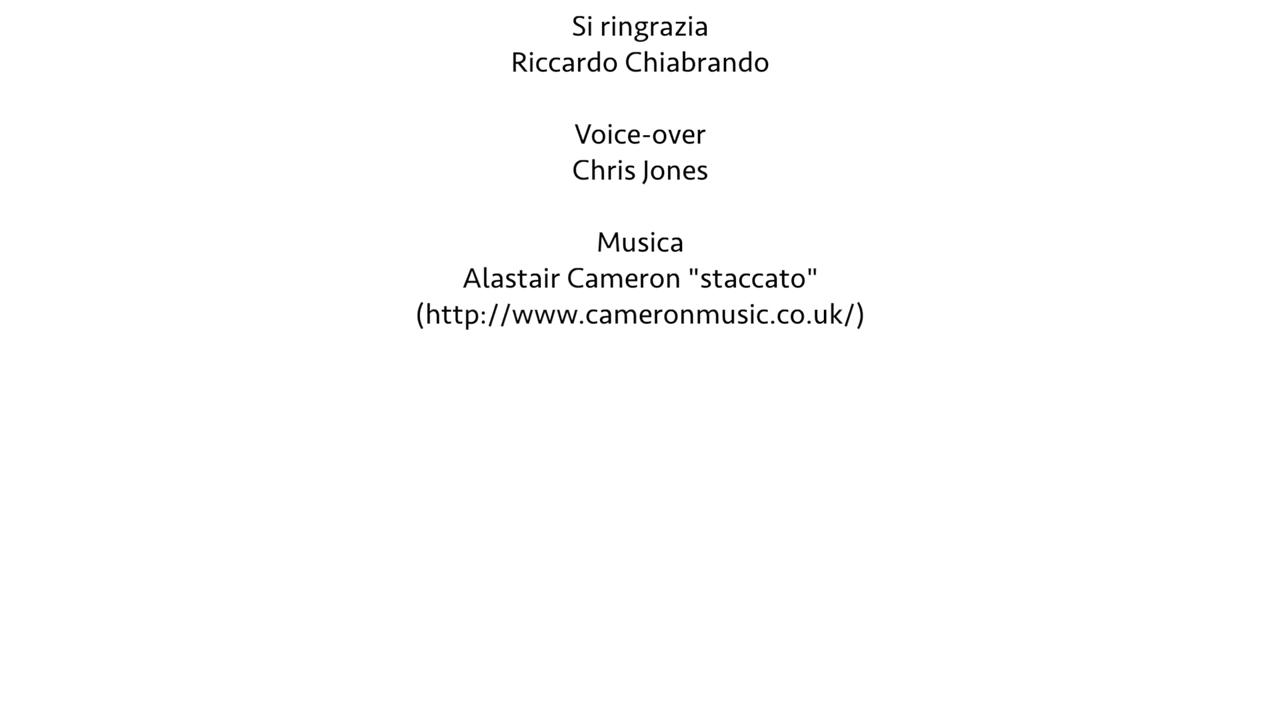 Si ringrazia
Riccardo Chiabrando
Voice-over
Chris Jones
Musica
Alastair Cameron "staccato"
(http://www.cameronmusic.co.uk/)